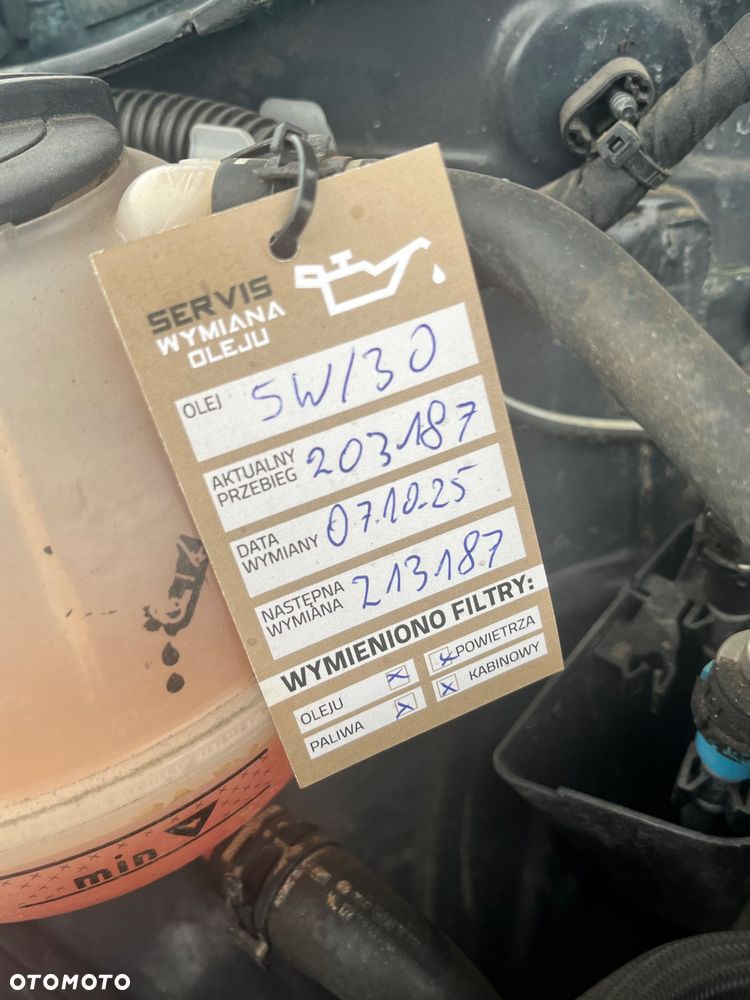 SERVIS
WYMIANA
OLEJU
OLEJ 5W/30
AKTUALNY PRZEBIEG 203187
DATA WYMIANY 07.10.25
NASTĘPNA WYMIANA 213187
WYMIENIONO FILTRY:
OLEJU POWIETRZA
PALIWA KABINOWY
min
OTOMOTO